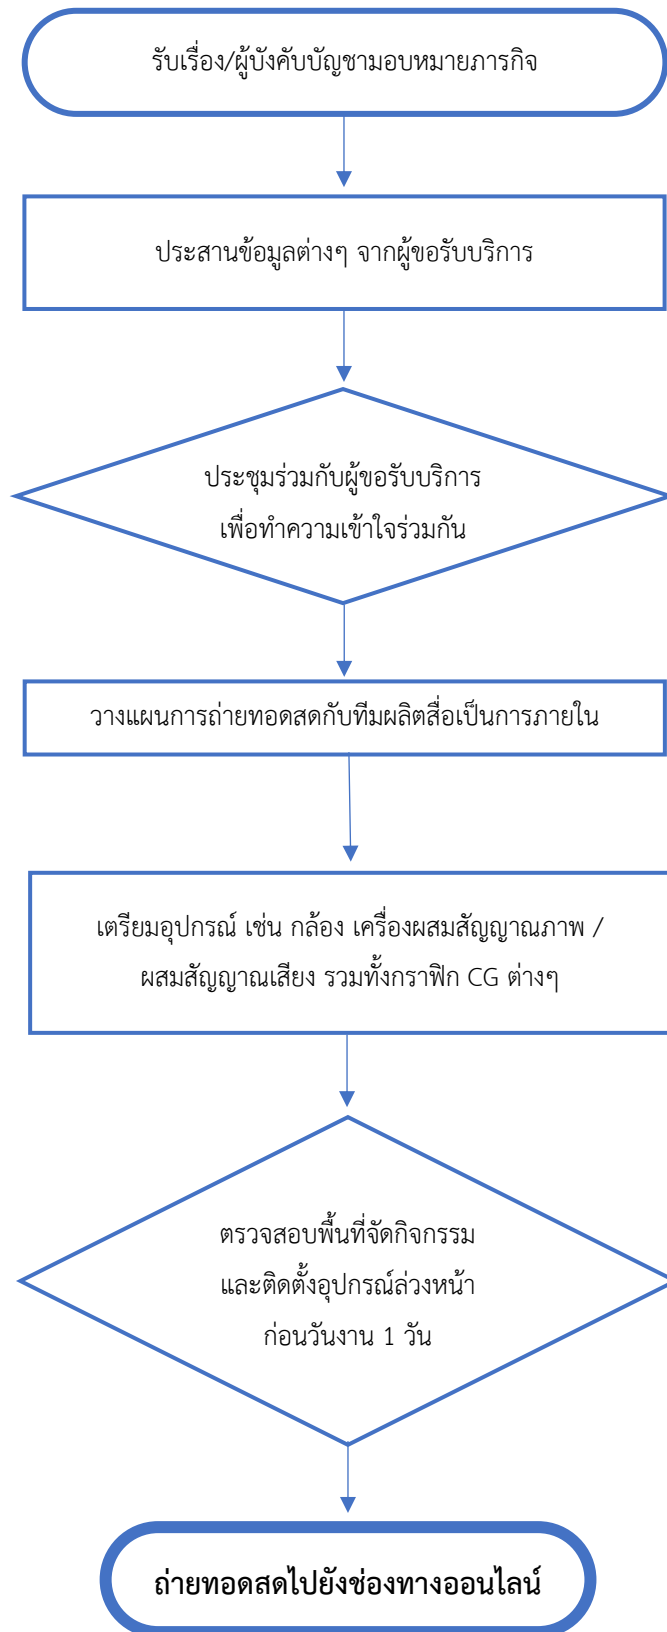 รับเรื่อง/ผู้บังคับบัญชามอบหมายภารกิจ
ประสานข้อมูลต่างๆ จากผู้ขอรับบริการ
ประชุมร่วมกับผู้ขอรับบริการ
เพื่อทำความเข้าใจร่วมกัน
วางแผนการถ่ายทอดสดกับทีมผลิตสื่อเป็นการภายใน
เตรียมอุปกรณ์ เช่น กล้อง เครื่องผสมสัญญาณภาพ /
ผสมสัญญาณเสียง รวมทั้งกราฟิก CG ต่างๆ
ตรวจสอบพื้นที่จัดกิจกรรม
และติดตั้งอุปกรณ์ล่วงหน้า
ก่อนวันงาน 1 วัน
ถ่ายทอดสดไปยังช่องทางออนไลน์